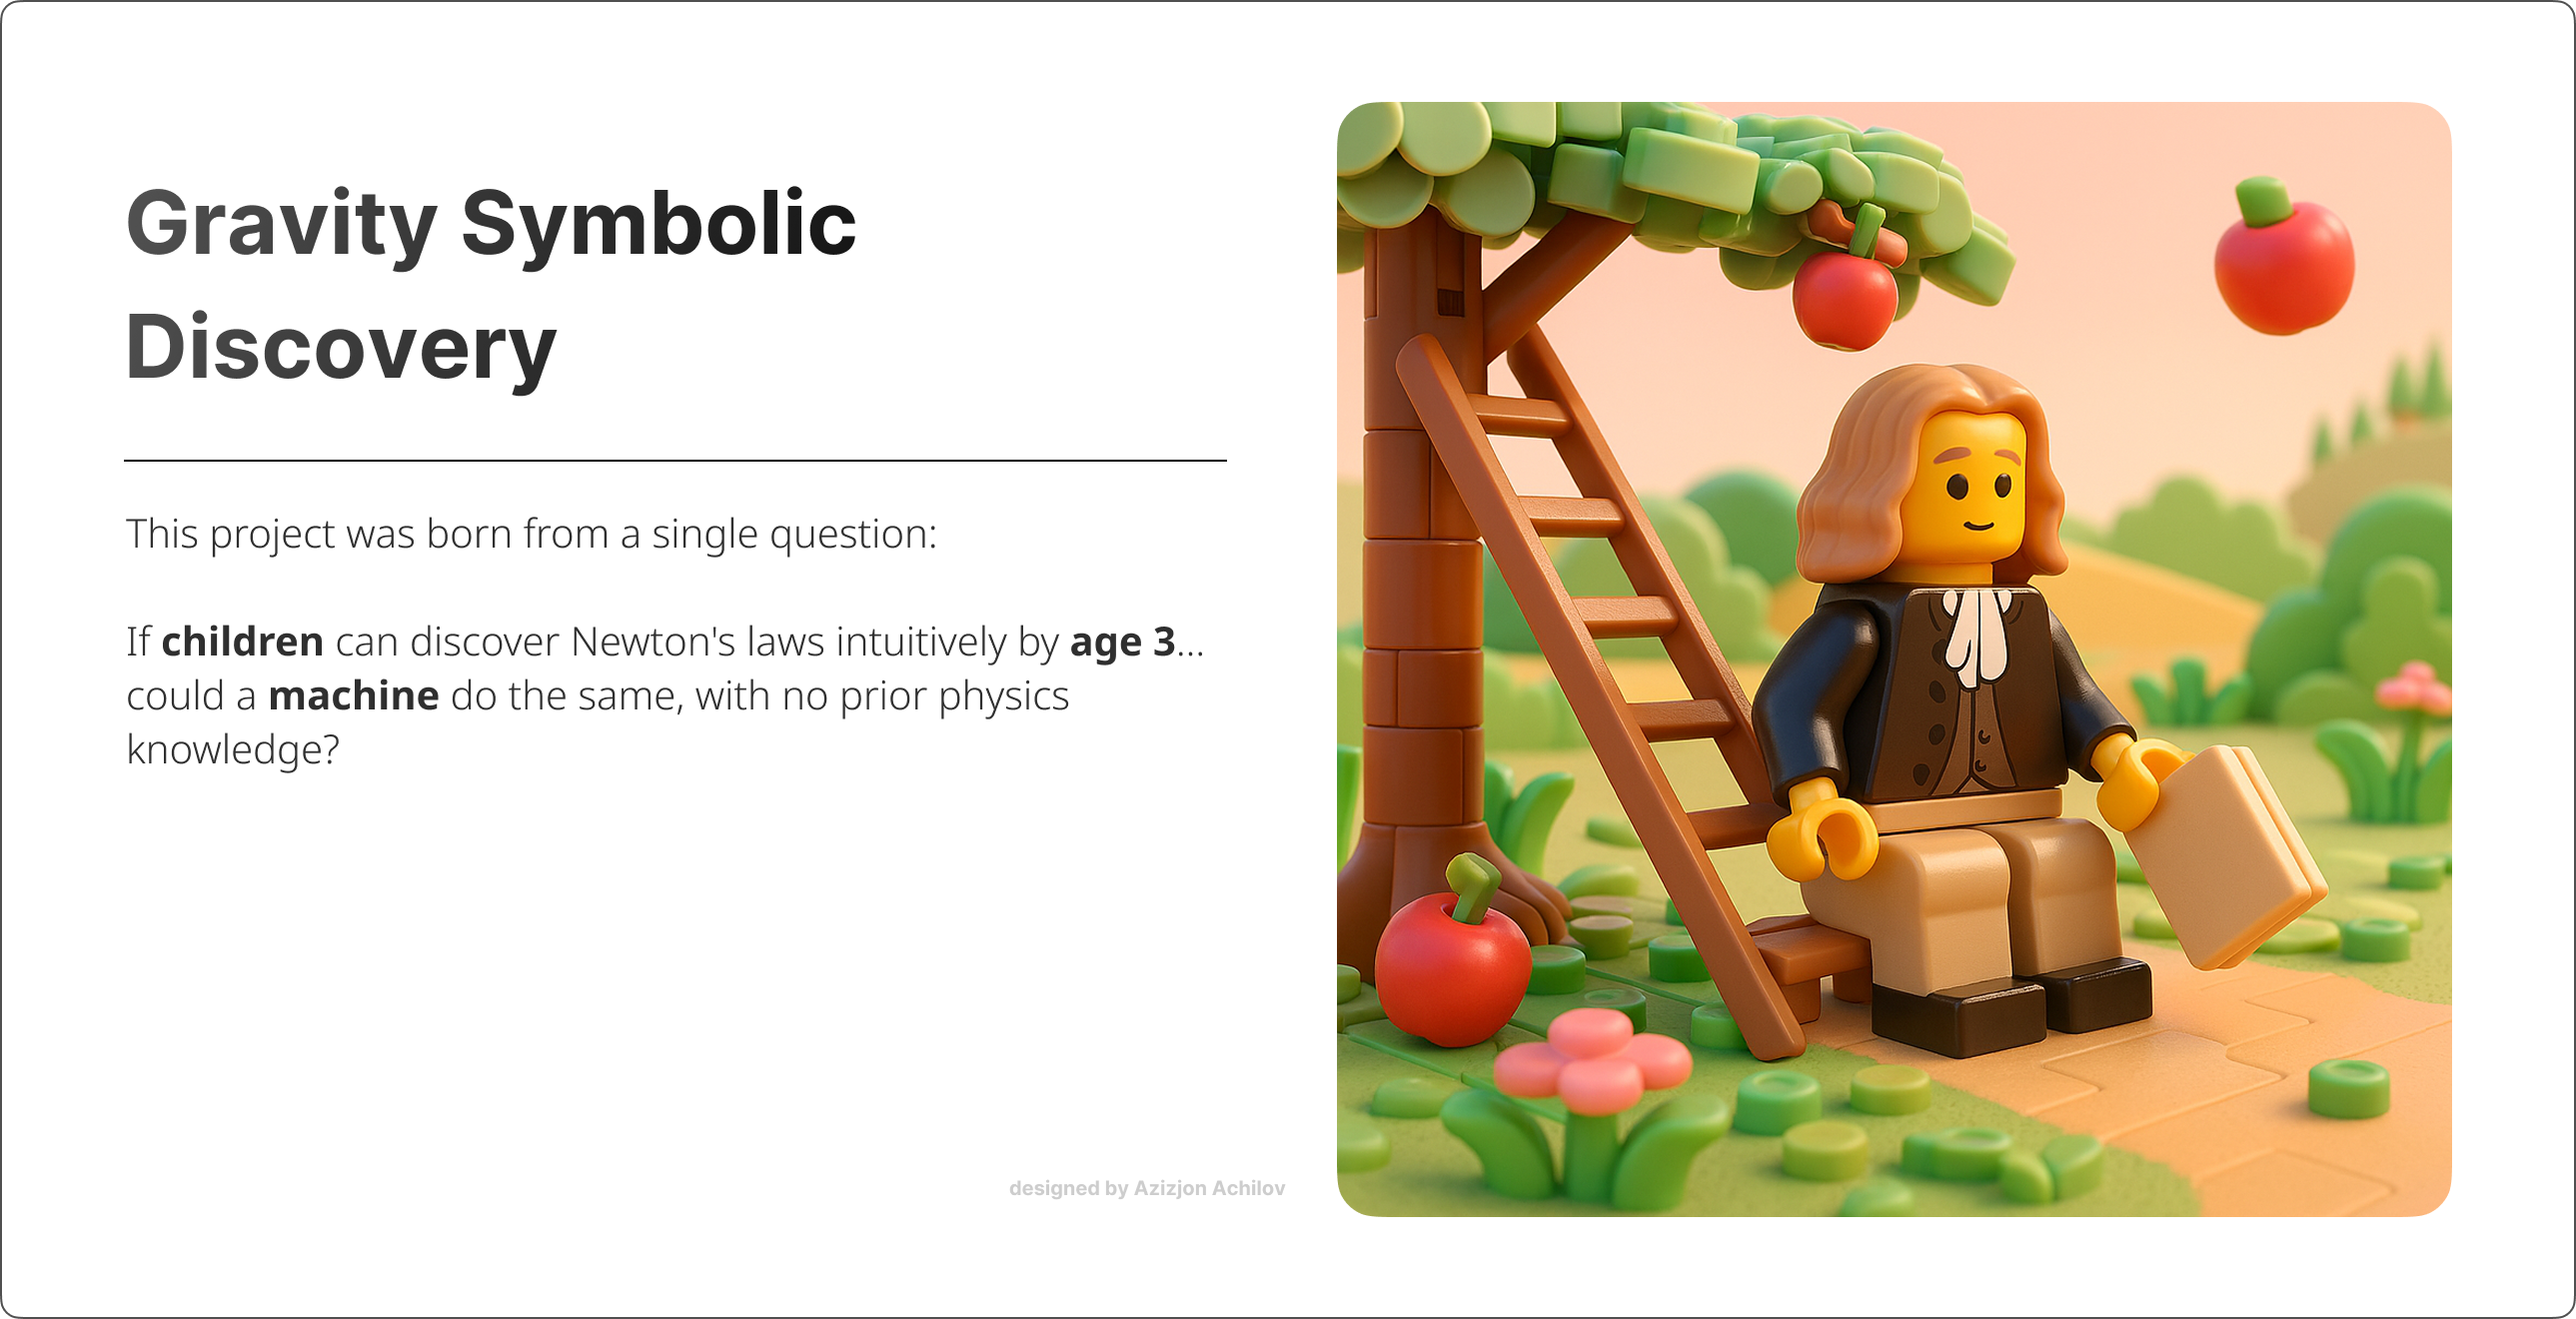 Gravity Symbolic
Discovery
This project was born from a single question:
If children can discover Newton's laws intuitively by age 3...
could a machine do the same, with no prior physics
knowledge?
designed by Azizjon Achilov